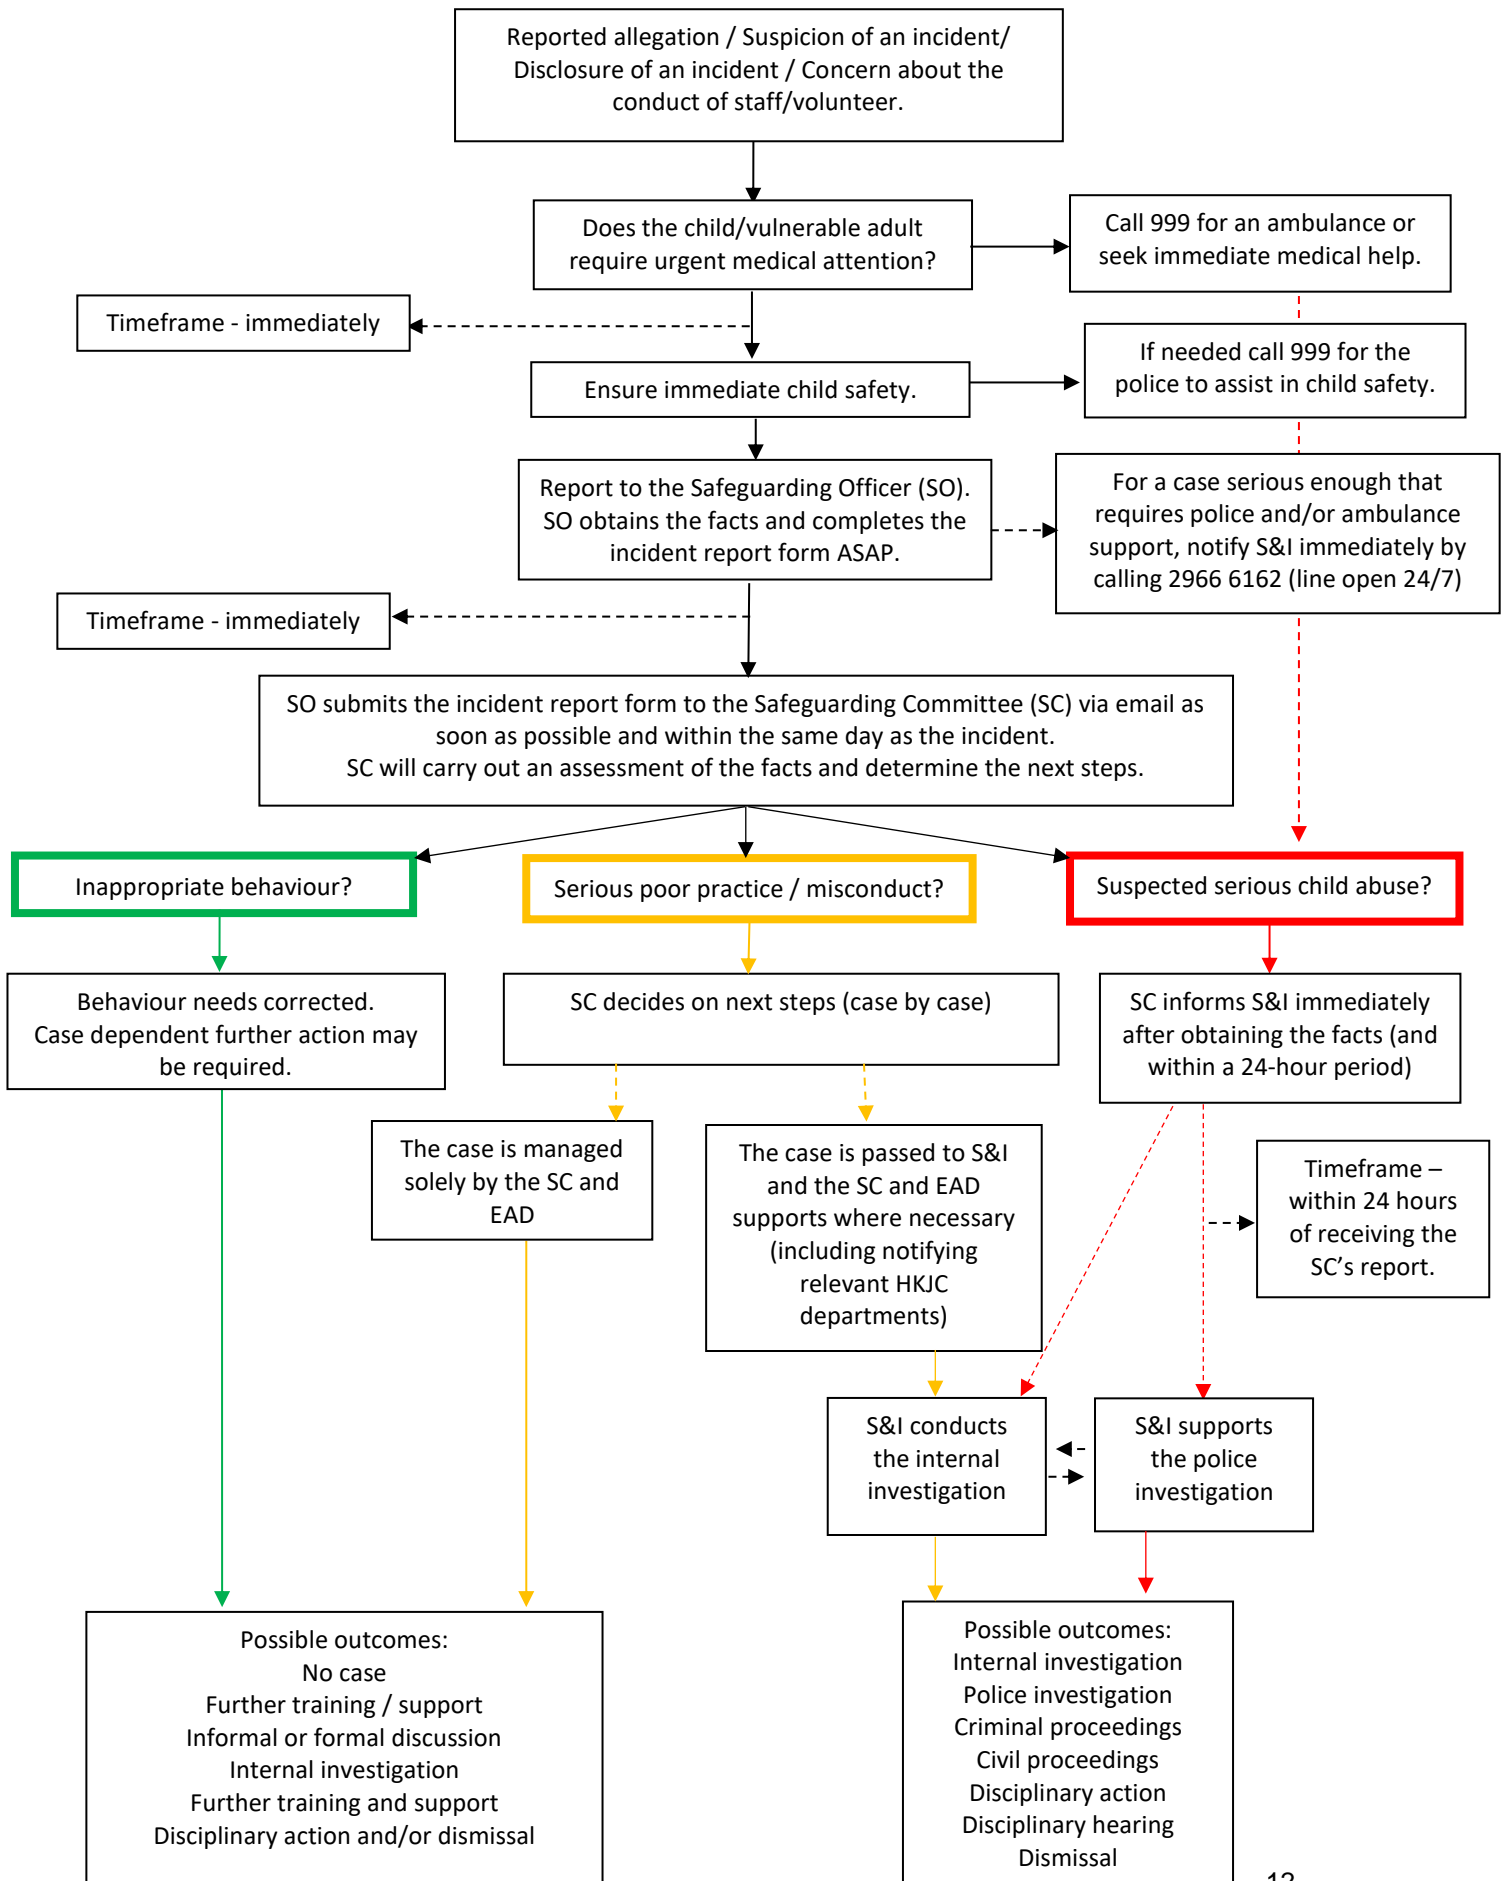 Reported allegation / Suspicion of an incident/
Disclosure of an incident / Concern about the
conduct of staff/volunteer.
Does the child/vulnerable adult
require urgent medical attention?
Call 999 for an ambulance or
seek immediate medical help.
Timeframe - immediately
Ensure immediate child safety.
If needed call 999 for the
police to assist in child safety.
Report to the Safeguarding Officer (SO).
SO obtains the facts and completes the
incident report form ASAP.
For a case serious enough that
requires police and/or ambulance
support, notify S&I immediately by
calling 2966 6162 (line open 24/7)
Timeframe - immediately
SO submits the incident report form to the Safeguarding Committee (SC) via email as
soon as possible and within the same day as the incident.
SC will carry out an assessment of the facts and determine the next steps.
Inappropriate behaviour?
Serious poor practice / misconduct?
Suspected serious child abuse?
Behaviour needs corrected.
Case dependent further action may
be required.
SC decides on next steps (case by case)
SC informs S&I immediately
after obtaining the facts (and
within a 24-hour period)
The case is managed
solely by the SC and
EAD
The case is passed to S&I
and the SC and EAD
supports where necessary
(including notifying
relevant HKJC
departments)
Timeframe –
within 24 hours
of receiving the
SC's report.
S&I conducts
the internal
investigation
S&I supports
the police
investigation
Possible outcomes:
No case
Further training / support
Informal or formal discussion
Internal investigation
Further training and support
Disciplinary action and/or dismissal
Possible outcomes:
Internal investigation
Police investigation
Criminal proceedings
Civil proceedings
Disciplinary action
Disciplinary hearing
Dismissal